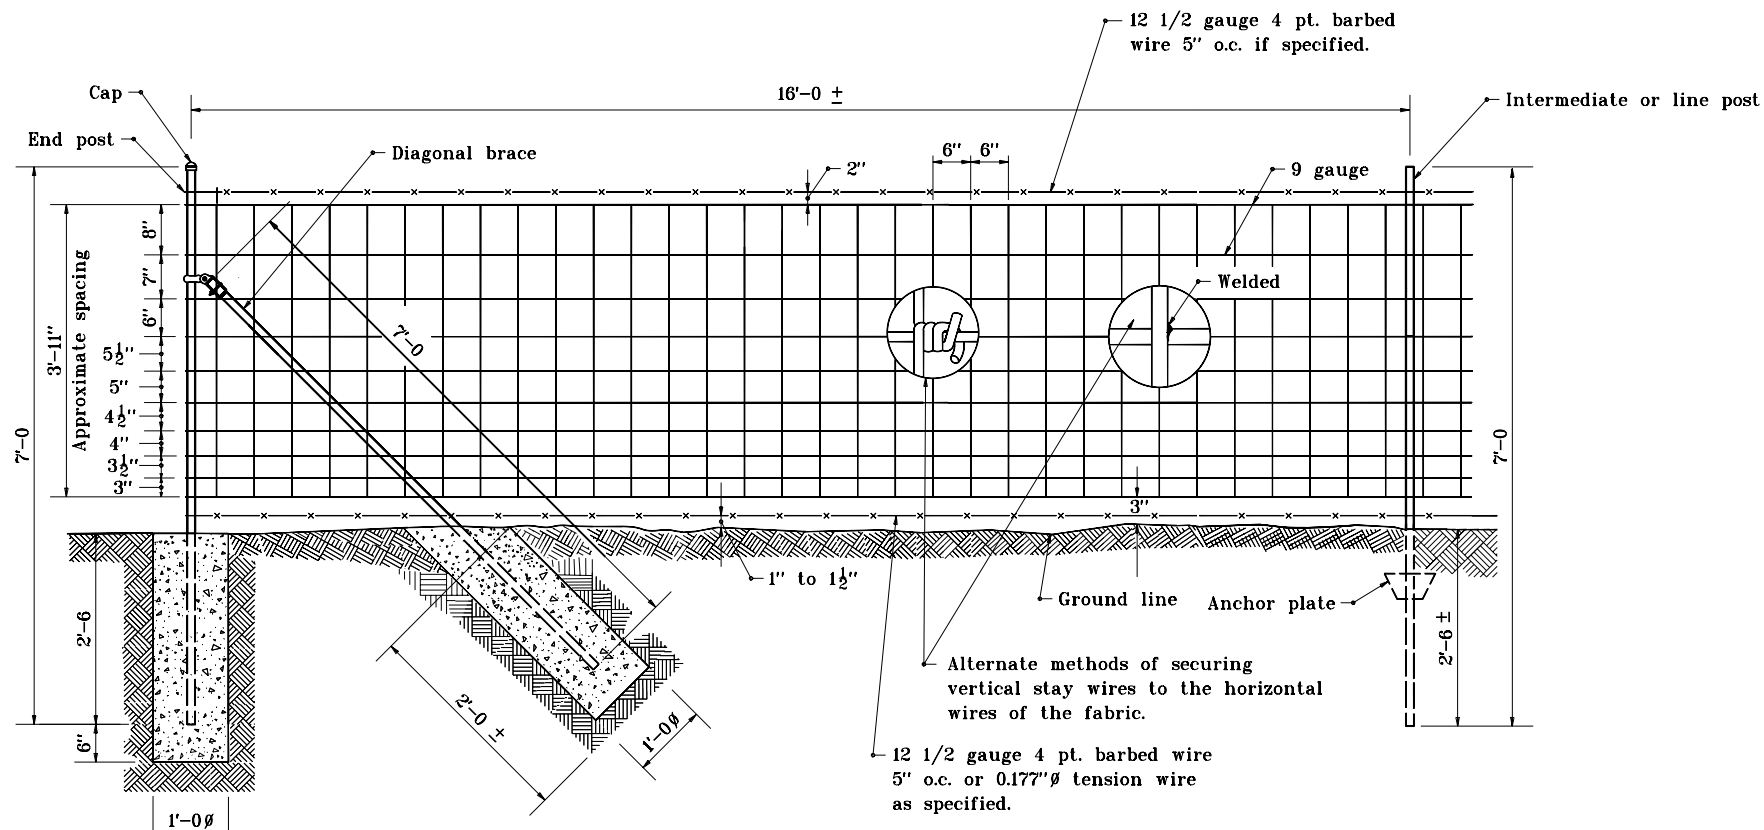 12 1/2 gauge 4 pt. barbed
wire 5" o.c. if specified.
Cap
16'-0 ±
Intermediate or line post
End post
Diagonal brace
6" 6"
2"
9 gauge
8"
7"
6"
5½"
5"
4½"
4"
3½"
3"
Approximate spacing
3'-11"
7'-0
7'-0
Welded
7'-0
3"
1" to 1½"
Ground line
Anchor plate
2'-6
2'-6 ±
6"
1'-0ø
2'-0 ±
1'-0ø
Alternate methods of securing
vertical stay wires to the horizontal
wires of the fabric.
12 1/2 gauge 4 pt. barbed wire
5" o.c. or 0.177"ø tension wire
as specified.